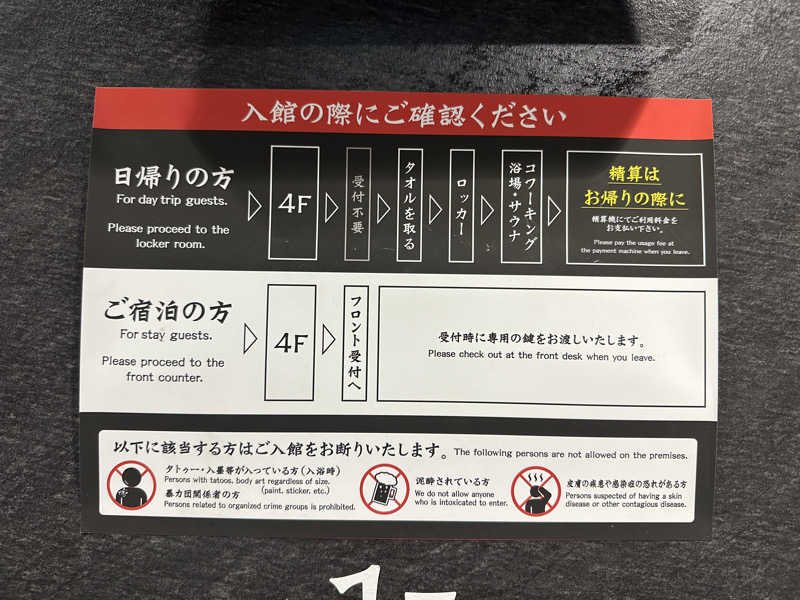 入館の際にご確認ください
日帰りの方
For day trip guests.
Please proceed to the
locker room.
4F
受付不要
タオルを取る
ロッカー
コワーキング
浴場・サウナ
精算は
お帰りの際に
精算機にてご利用料金を
お支払い下さい。
Please pay the usage fee at
the payment machine when you leave.
ご宿泊の方
For stay guests.
Please proceed to the
front counter.
4F
フロント受付へ
受付時に専用の鍵をお渡しいたします。
Please check out at the front desk when you leave.
以下に該当する方はご入館をお断りいたします。 The following persons are not allowed on the premises.
タトゥー・入墨等が入っている方(入浴時)
Persons with tatoos, body art regardless of size.
(paint, sticker, etc.)
暴力団関係者の方
Persons related to organized crime groups is prohibited.
泥酔されている方
We do not allow anyone
who is intoxicated to enter.
皮膚の疾患や感染症の恐れがある方
Persons suspected of having a skin
disease or other contagious disease.